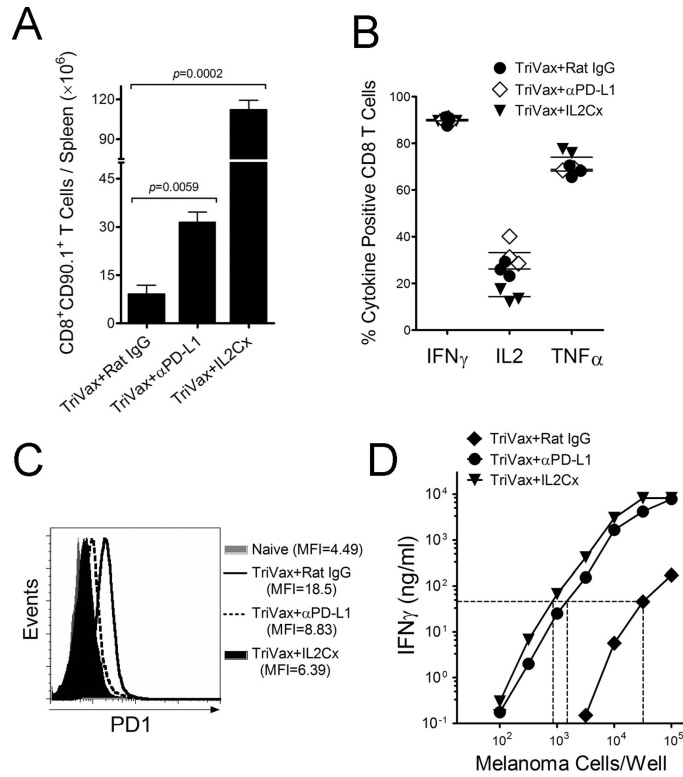 A
CD8+CD90.1+ T Cells / Spleen (×10⁶)
p=0.0002
p=0.0059
120
90
60
30
15
0
TriVax+Rat IgG
TriVax+αPD-L1
TriVax+IL2Cx
B
TriVax+Rat IgG
TriVax+αPD-L1
TriVax+IL2Cx
% Cytokine Positive CD8 T Cells
100
80
60
40
20
0
IFNγ IL2 TNFα
C
Events
PD1
Naive (MFI=4.49)
TriVax+Rat IgG
(MFI=18.5)
TriVax+αPD-L1
(MFI=8.83)
TriVax+IL2Cx
(MFI=6.39)
D
TriVax+Rat IgG
TriVax+αPD-L1
TriVax+IL2Cx
IFNγ (ng/ml)
10⁴
10³
10²
10¹
10⁰
10⁻¹
10² 10³ 10⁴ 10⁵
Melanoma Cells/Well